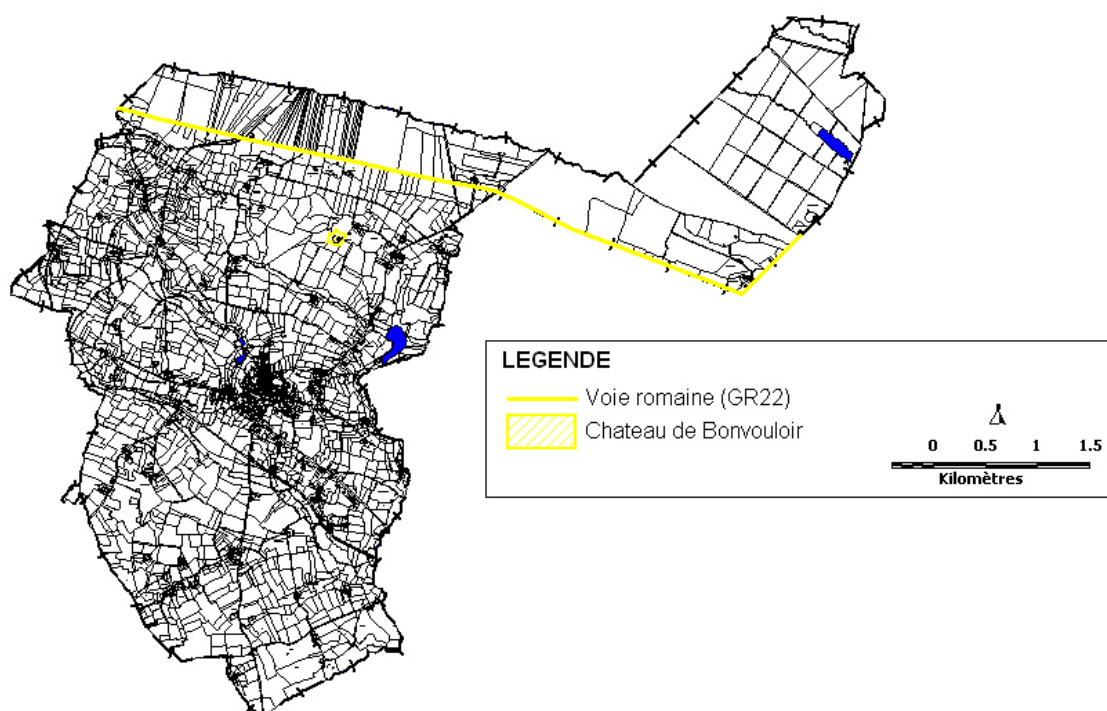 LEGENDE
Voie romaine (GR22)
Chateau de Bonvouloir
0 0.5 1 1.5
Kilomètres